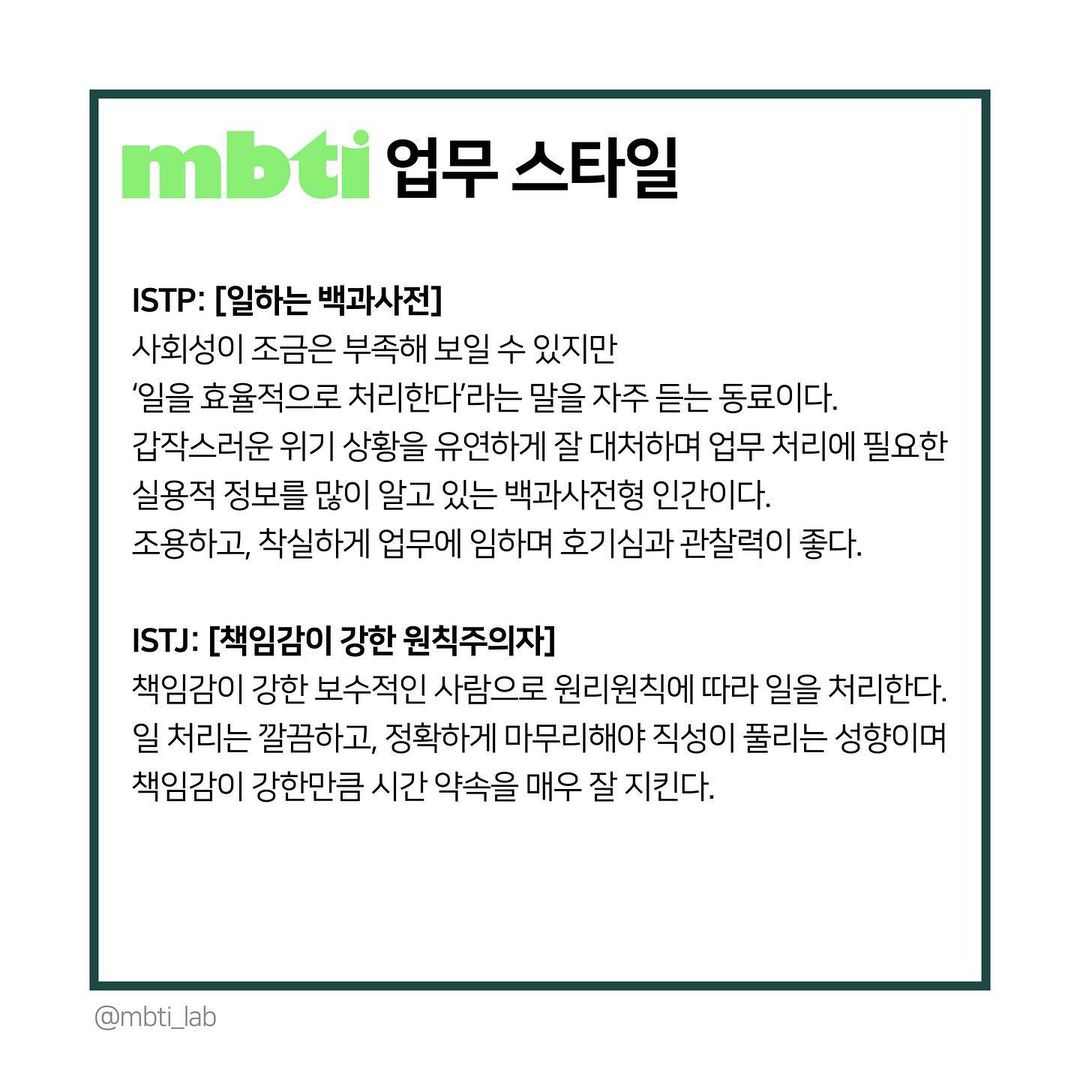 mbti 업무 스타일
ISTP: [일하는 백과사전]
사회성이 조금은 부족해 보일 수 있지만
‘일을 효율적으로 처리한다’라는 말을 자주 듣는 동료이다.
갑작스러운 위기 상황을 유연하게 잘 대처하며 업무 처리에 필요한
실용적 정보를 많이 알고 있는 백과사전형 인간이다.
조용하고, 착실하게 업무에 임하며 호기심과 관찰력이 좋다.
ISTJ: [책임감이 강한 원칙주의자]
책임감이 강한 보수적인 사람으로 원리원칙에 따라 일을 처리한다.
일 처리는 깔끔하고, 정확하게 마무리해야 직성이 풀리는 성향이며
책임감이 강한만큼 시간 약속을 매우 잘 지킨다.
@mbti_lab